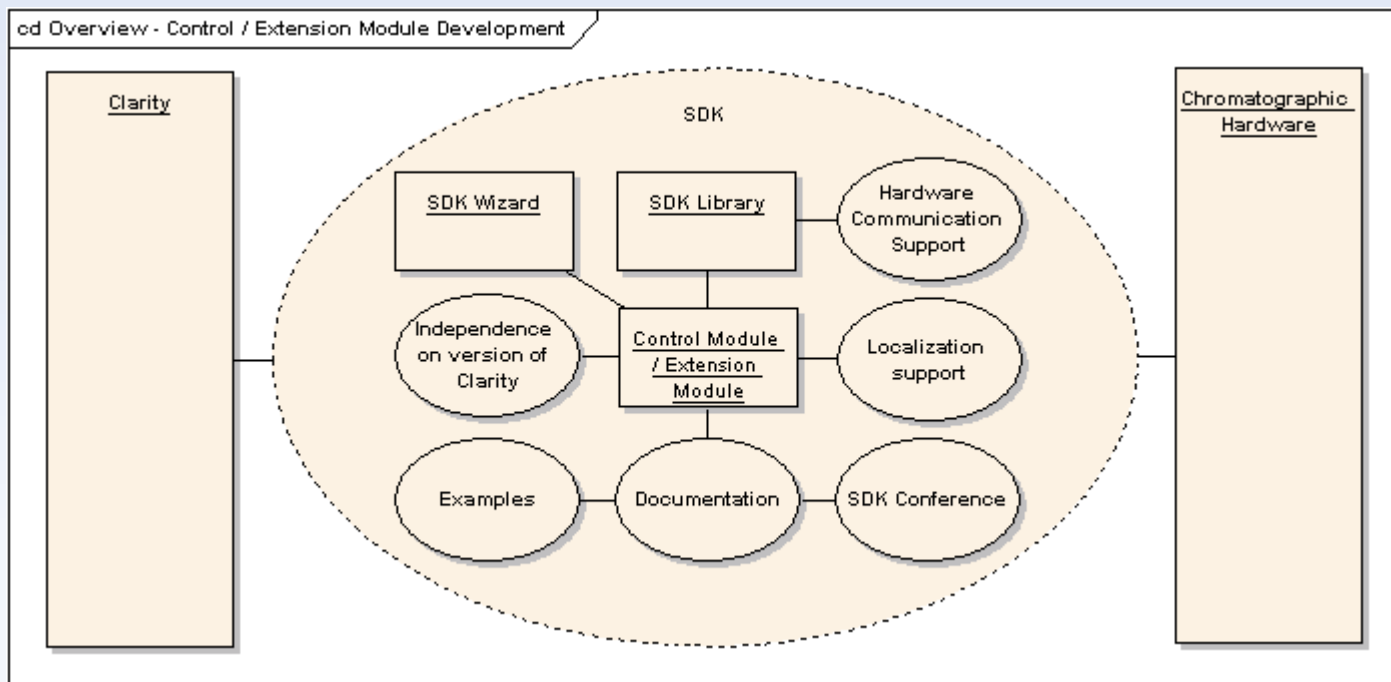 cd Overview - Control / Extension Module Development
Clarity
SDK
Chromatographic
Hardware
SDK Wizard
SDK Library
Hardware
Communication
Support
Independence
on version of
Clarity
Control Module
/ Extension
Module
Localization
support
Examples
Documentation
SDK Conference